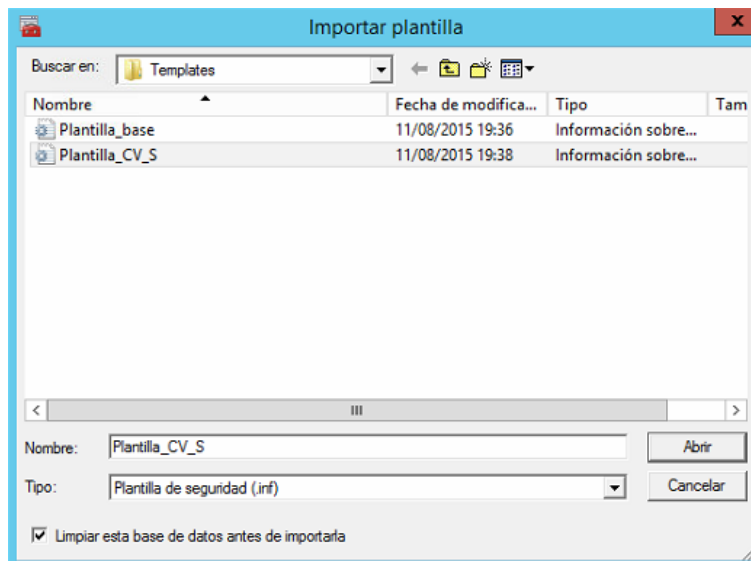 Importar plantilla
x
Buscar en: Templates
Nombre Fecha de modifica... Tipo Tam
Plantilla_base 11/08/2015 19:36 Información sobre...
Plantilla_CV_S 11/08/2015 19:38 Información sobre...
Nombre: Plantilla_CV_S Abrir
Tipo: Plantilla de seguridad (.inf) Cancelar
Limpiar esta base de datos antes de importarla